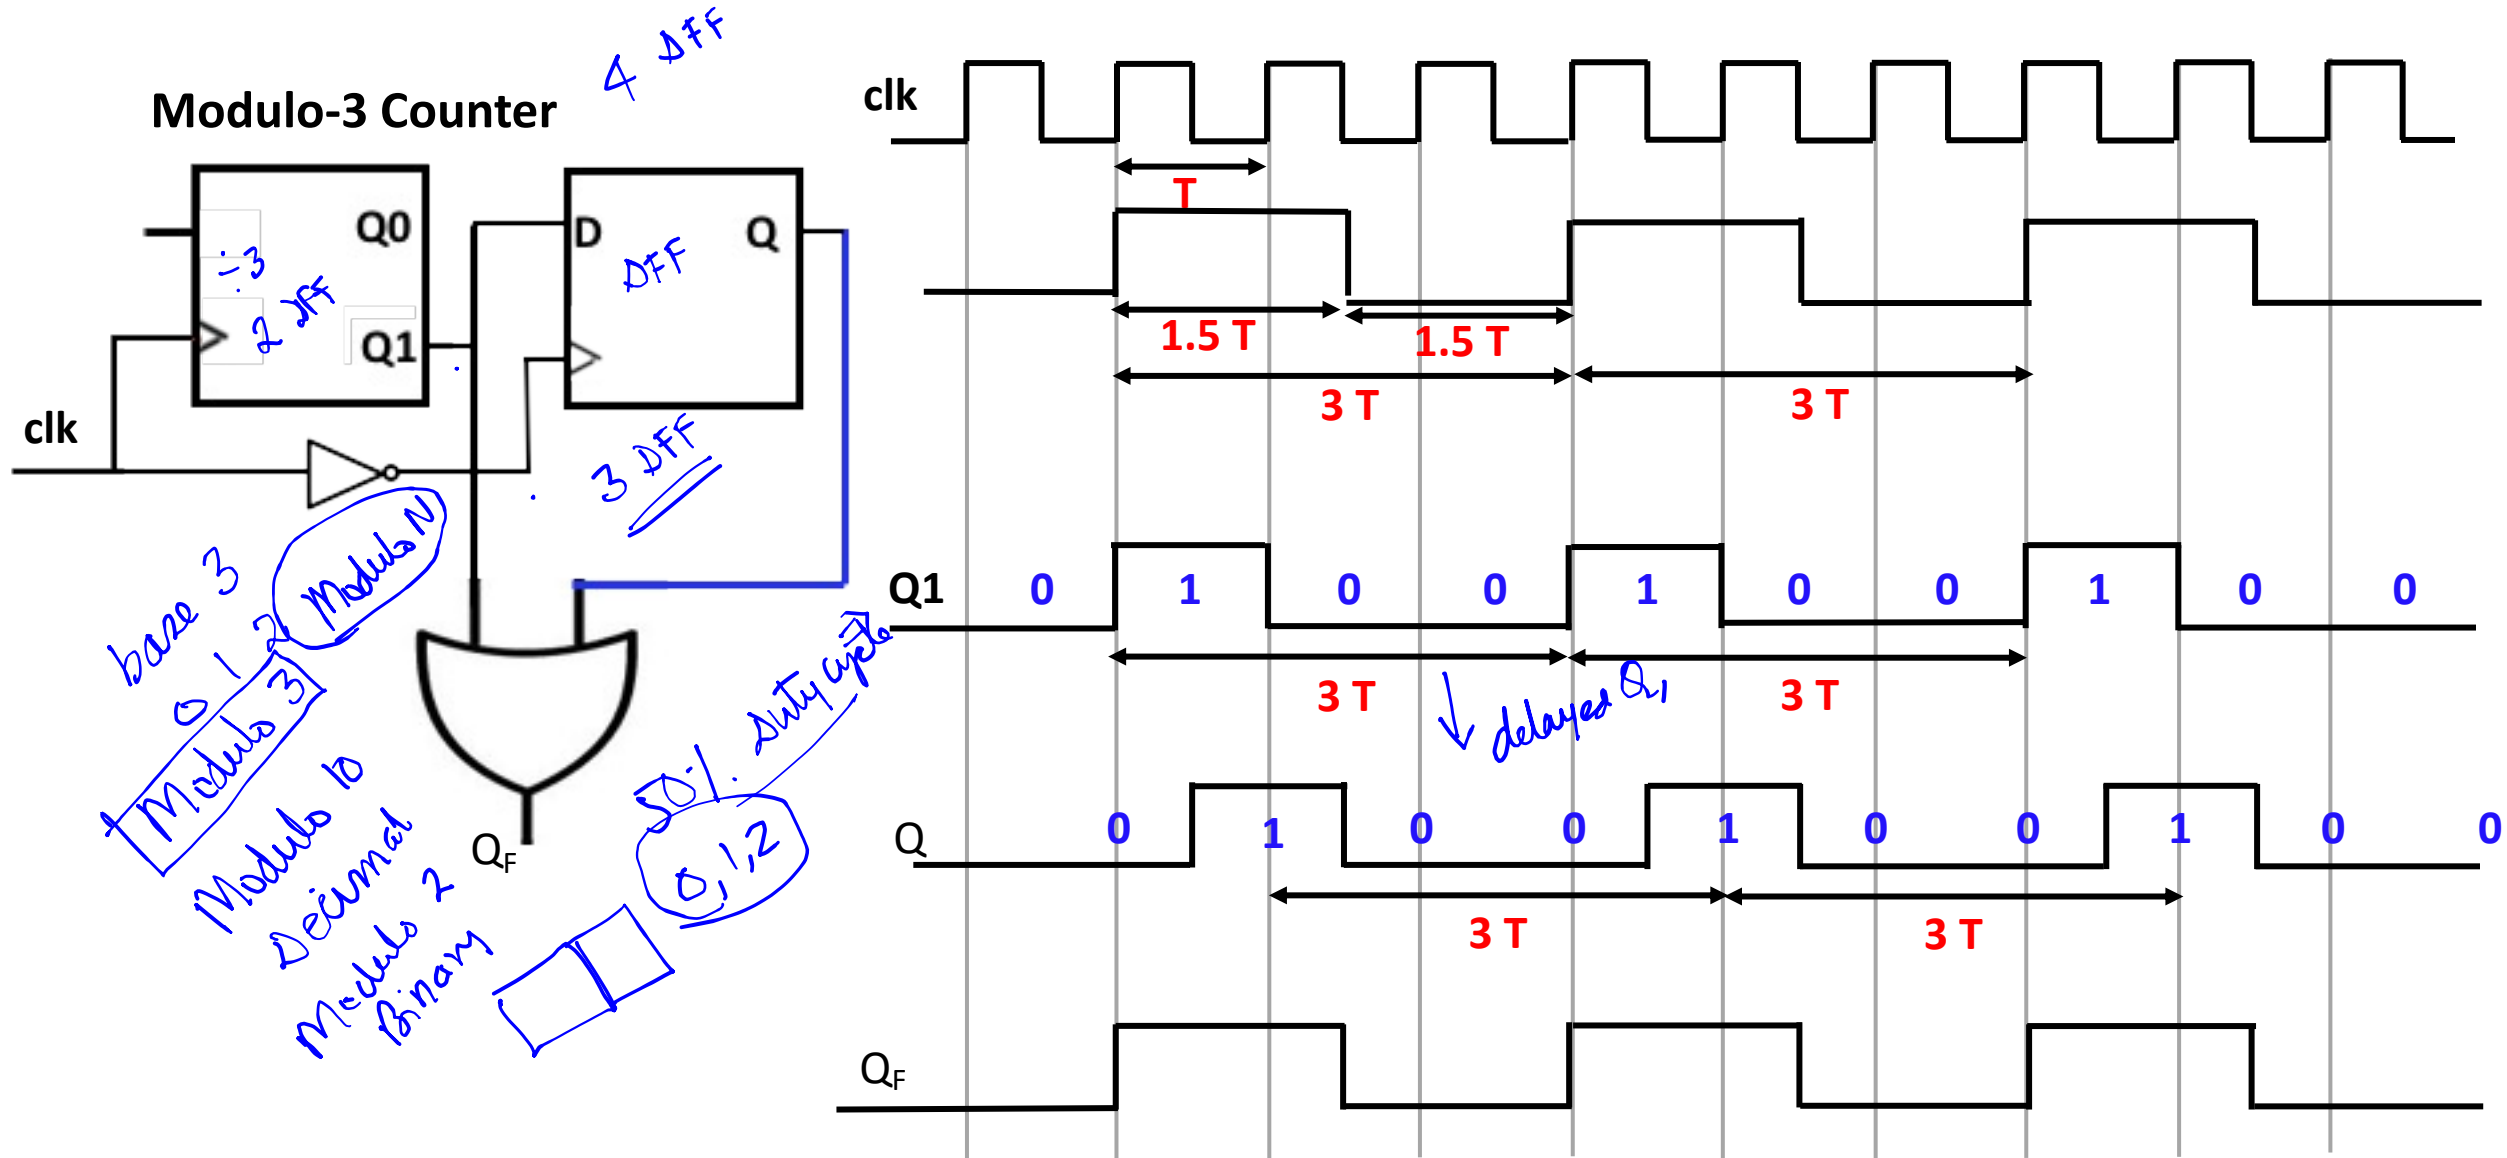 4 DFF
Modulo-3 Counter
Q0
÷3
2 DFF
Q1
clk
D
Q
DFF
3 DFF
Modulo N
base 3
0 1 2
Modulo 3
Modulo 10
Decimal
Modulo 2
Binary
50%. Duty cycle
0,1,2
QF
clk
T
1.5 T
1.5 T
3 T
3 T
Q1
0 1 0 0 1 0 0 1 0 0
3 T
3 T
delayed Q1
Q
0 1 0 0 1 0 0 1 0 0
3 T
3 T
QF